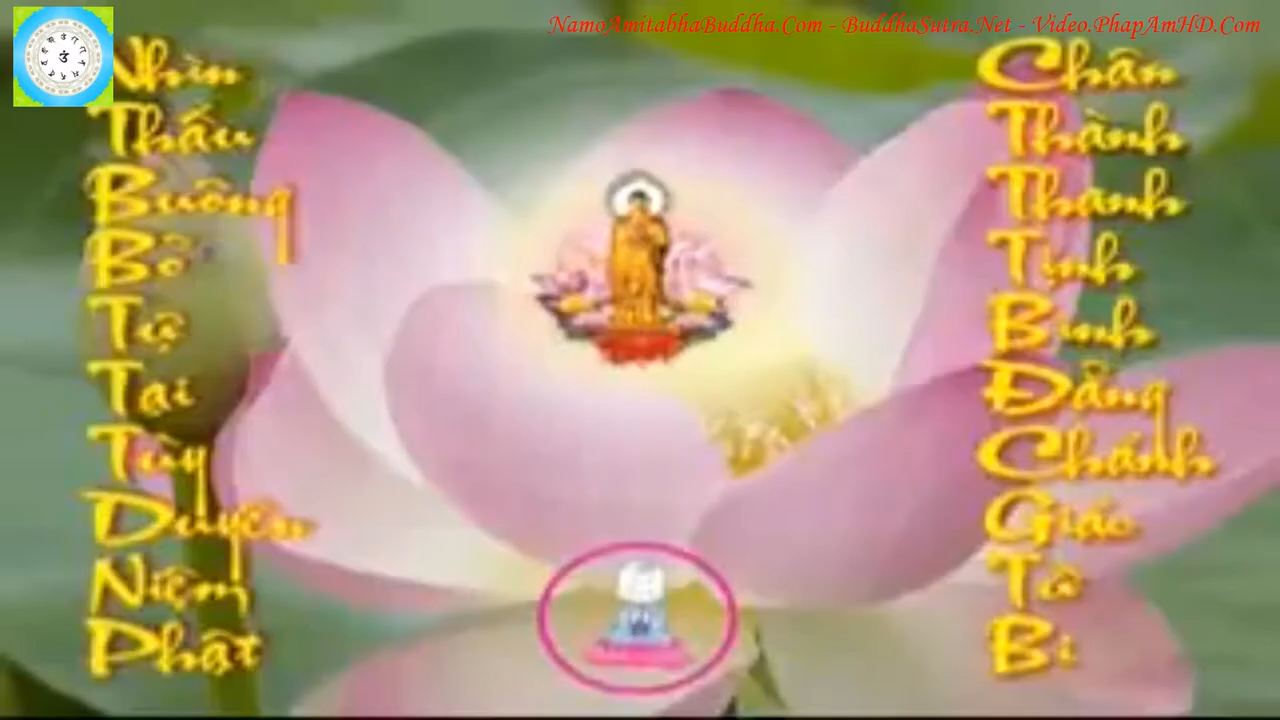 NamoAmitabhaBuddha.Com - BuddhaSutra.Net - Video.PhapAmHD.Com
Nhìn
Thấu
Buông
Bỏ
Tự
Tại
Tùy
Duyên
Niệm
Phật
Chân
Thành
Thanh
Tịnh
Bình
Đẳng
Chánh
Giác
Từ
Bi